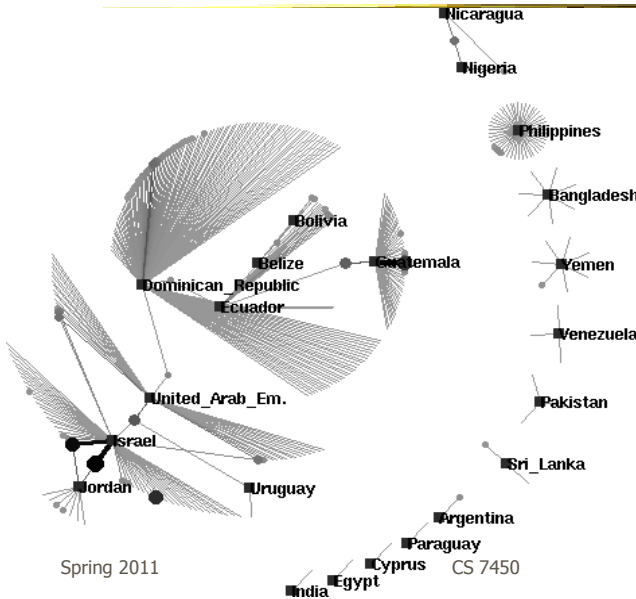 Nicaragua
Nigeria
Philippines
Bangladesh
Bolivia
Belize
Guatemala
Yemen
Dominican_Republic
Ecuador
Venezuela
United_Arab_Em.
Pakistan
Israel
Sri_Lanka
Jordan
Uruguay
Argentina
Paraguay
Cyprus
Egypt
India
Spring 2011
CS 7450